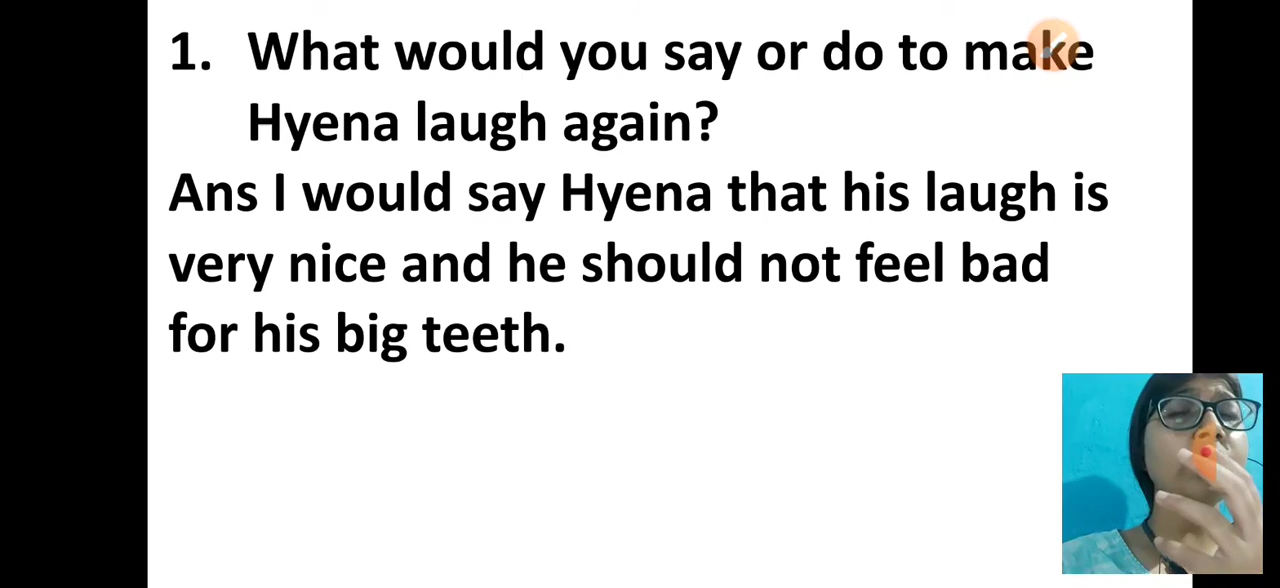 1. What would you say or do to make
Hyena laugh again?
Ans I would say Hyena that his laugh is
very nice and he should not feel bad
for his big teeth.